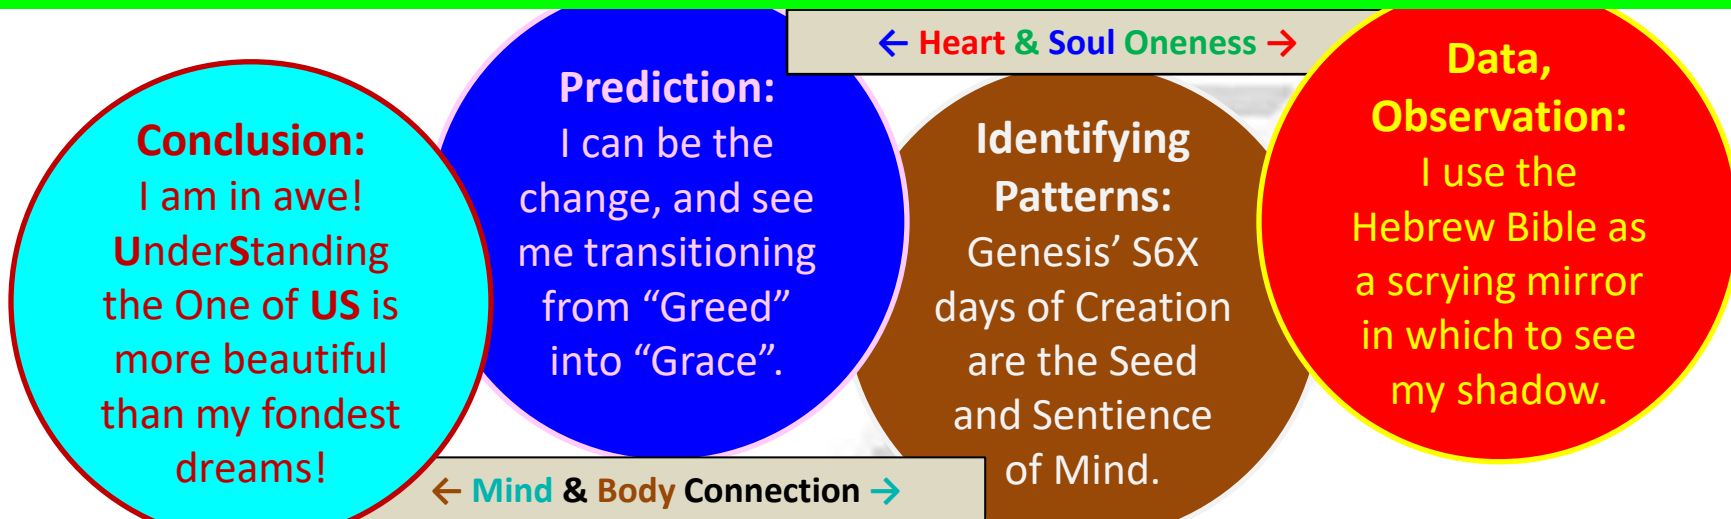 ← Heart & Soul Oneness →
Conclusion:
I am in awe!
UnderStanding
the One of US is
more beautiful
than my fondest
dreams!
Prediction:
I can be the
change, and see
me transitioning
from “Greed”
into “Grace”.
Identifying
Patterns:
Genesis’ S6X
days of Creation
are the Seed
and Sentience
of Mind.
Data,
Observation:
I use the
Hebrew Bible as
a scrying mirror
in which to see
my shadow.
← Mind & Body Connection →